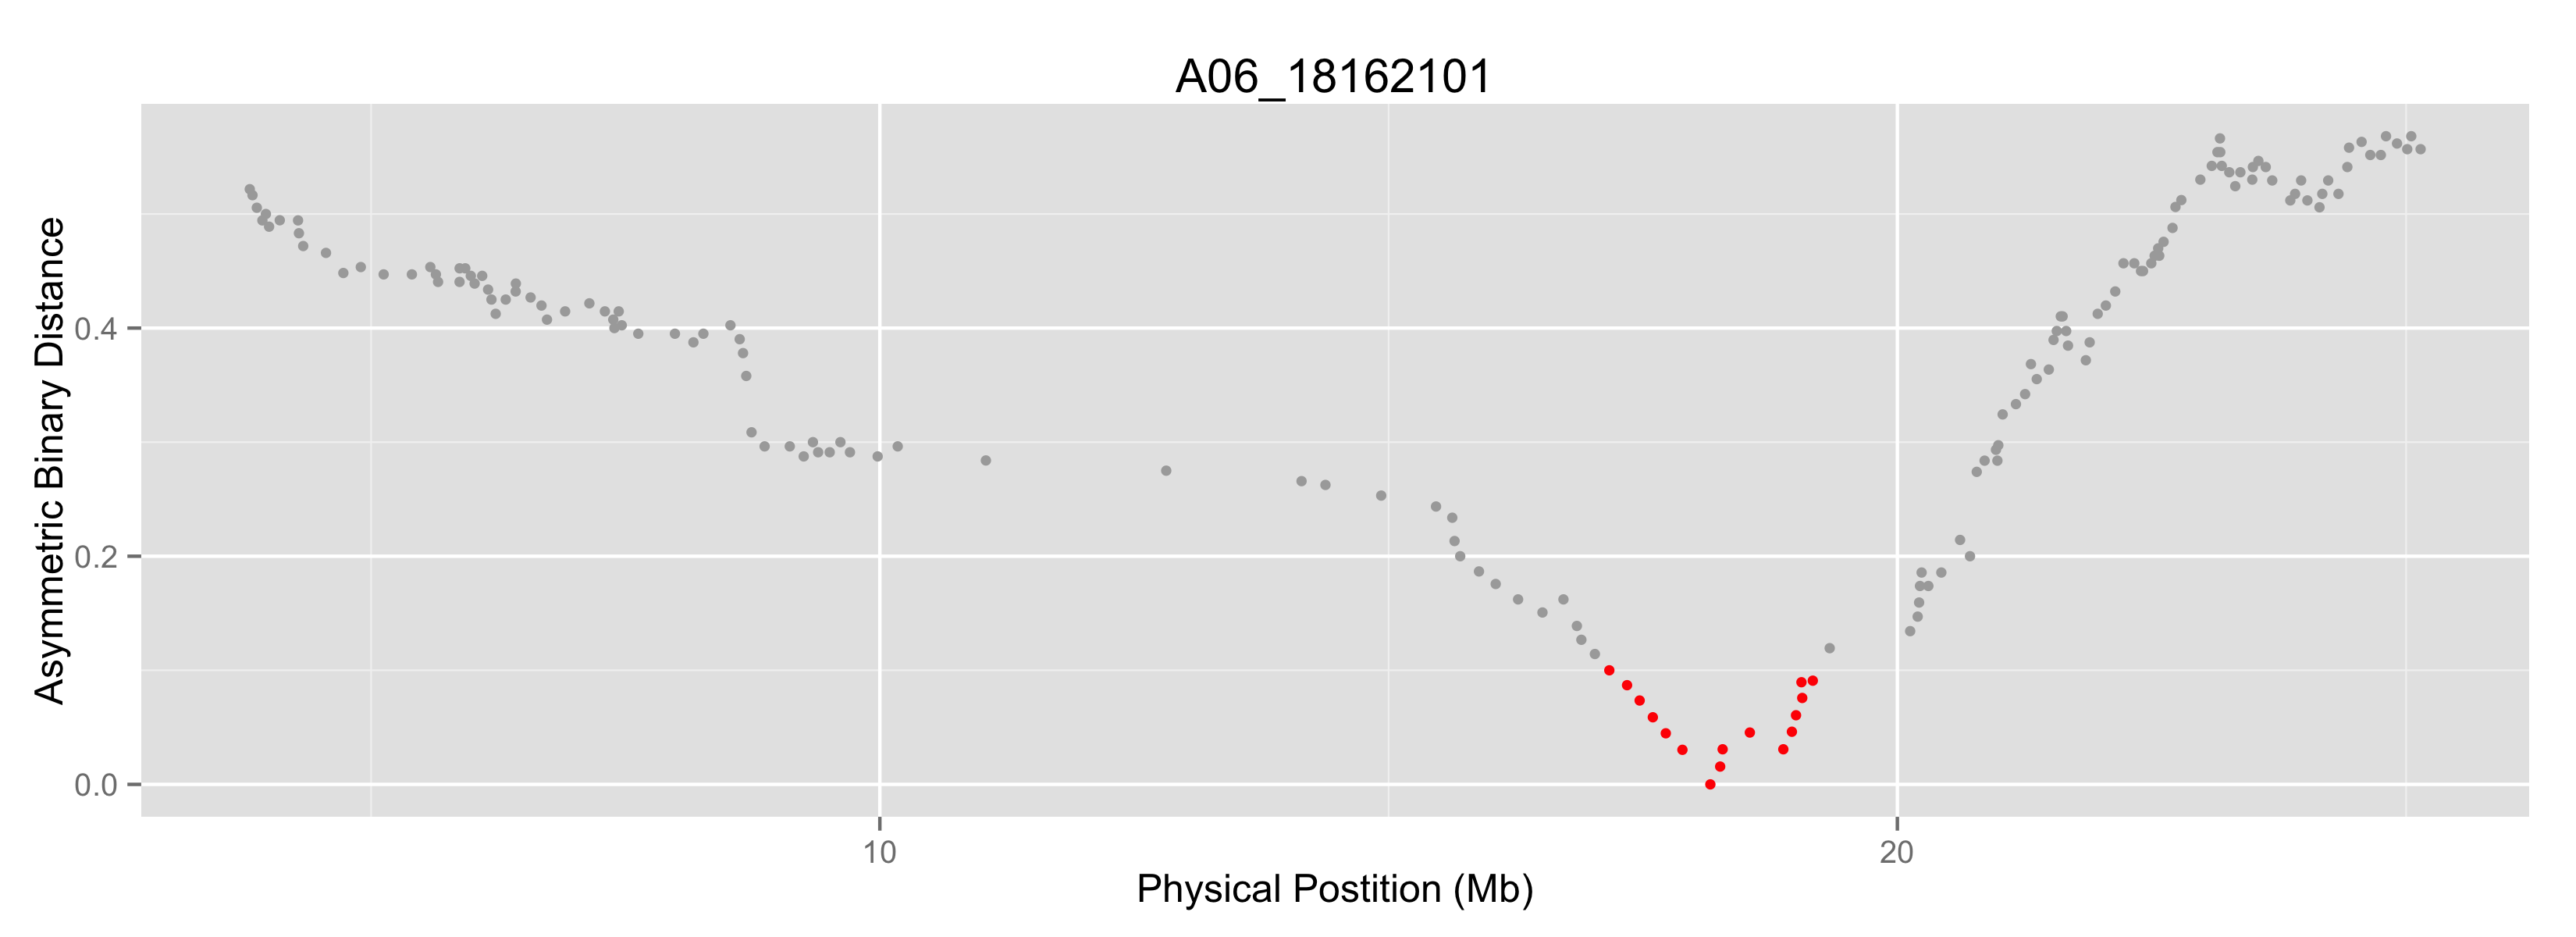 A06_18162101
Asymmetric Binary Distance
0.4
0.2
0.0
10
20
Physical Postition (Mb)